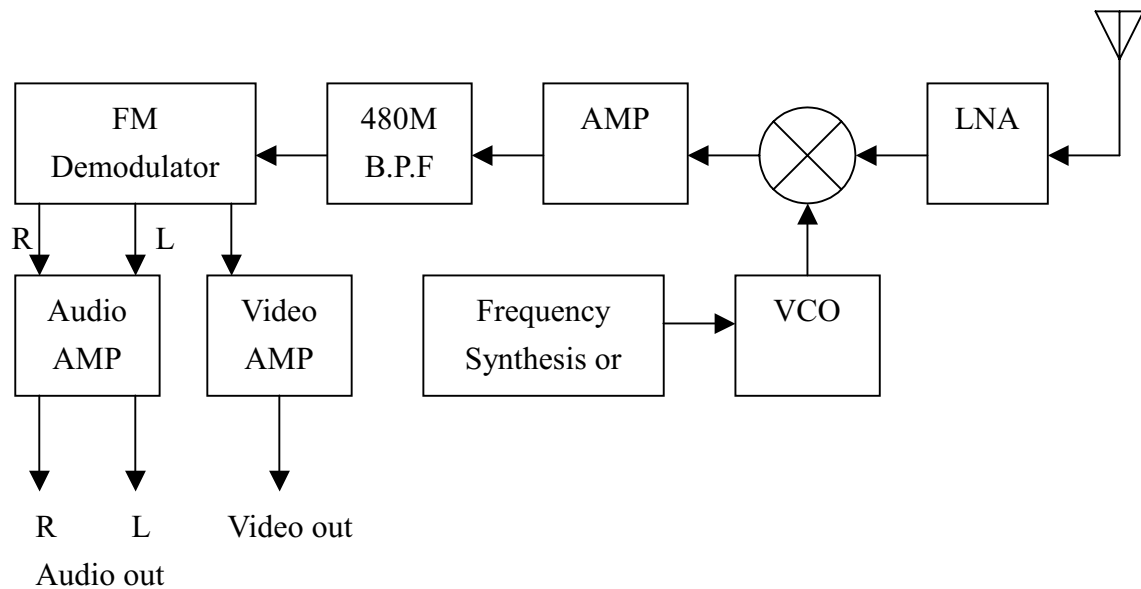 FM
Demodulator
480M
B.P.F
AMP
LNA
R
L
Audio
AMP
Video
AMP
Frequency
Synthesis or
VCO
R
L
Video out
Audio out